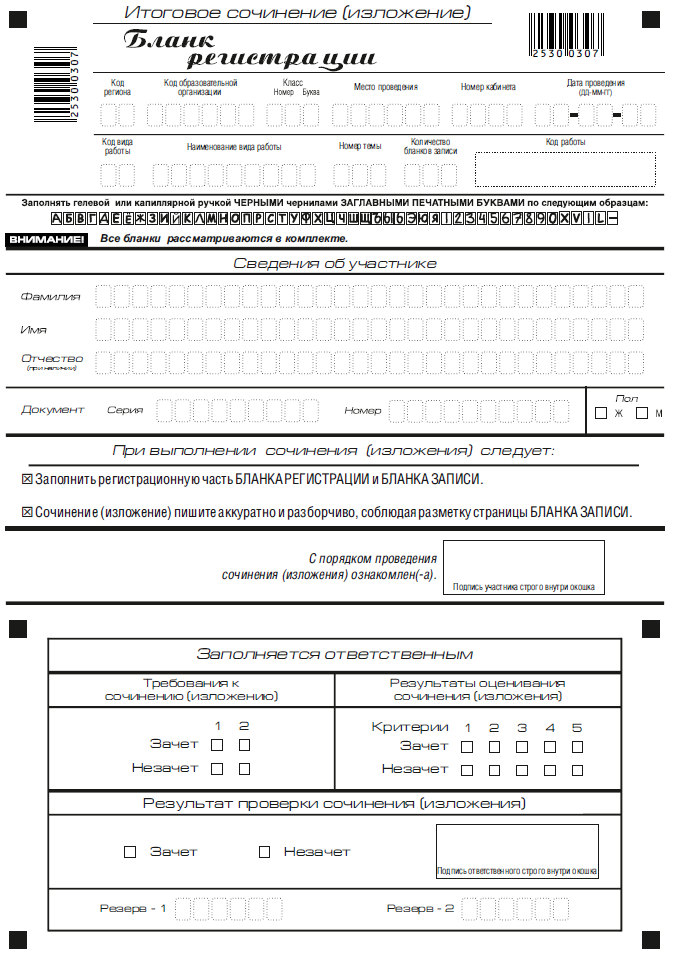 Итоговое сочинение (изложение)
Бланк
регистрации
25300307
25300307
Код региона
Код образовательной организации
Класс
Номер Буква
Место проведения
Номер кабинета
Дата проведения
(ДД-ММ-ГГ)
Код вида работы
Наименование вида работы
Номер темы
Количество бланков записи
Код работы
Заполнять гелевой или капиллярной ручкой ЧЕРНЫМИ чернилами ЗАГЛАВНЫМИ ПЕЧАТНЫМИ БУКВАМИ по следующим образцам:
АБВГДЕЁЖЗИЙКЛМНОПРСТУФХЦЧШЩЪЫЬЭЮЯ1234567890XVIL-
ВНИМАНИЕ! Все бланки рассматриваются в комплекте.
Сведения об участнике
Фамилия
Имя
Отчество
(при наличии)
Документ Серия Номер
Пол
Ж М
При выполнении сочинения (изложения) следует:
☒ Заполнить регистрационную часть БЛАНКА РЕГИСТРАЦИИ и БЛАНКА ЗАПИСИ.
☒ Сочинение (изложение) пишите аккуратно и разборчиво, соблюдая разметку страницы БЛАНКА ЗАПИСИ.
С порядком проведения
сочинения (изложения) ознакомлен(-а).
Подпись участника строго внутри окошка
Заполняется ответственным
Требования к
сочинению (изложению)
1 2
Зачет
Незачет
Результаты оценивания
сочинения (изложения)
Критерии 1 2 3 4 5
Зачет
Незачет
Результат проверки сочинения (изложения)
Зачет Незачет
Подпись ответственного строго внутри окошка
Резерв - 1 Резерв - 2